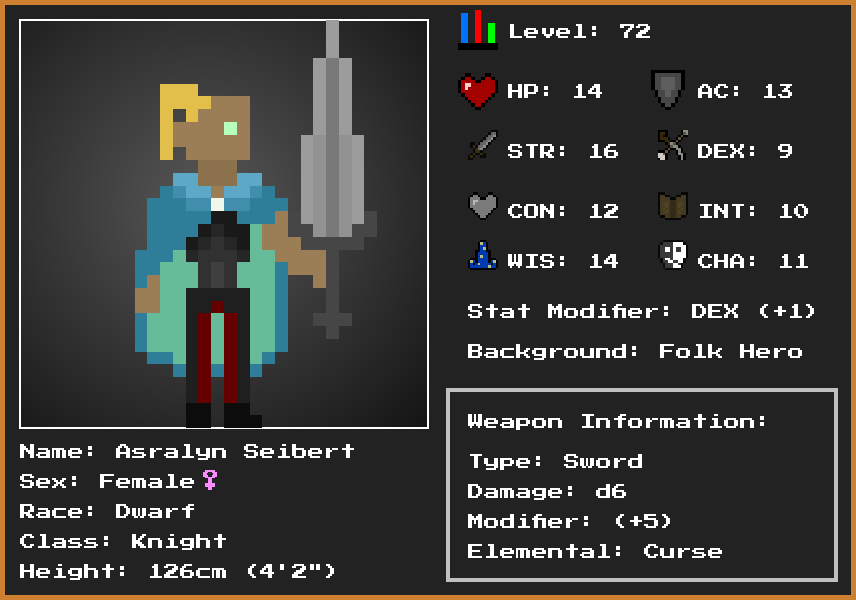 Level: 72
HP: 14 AC: 13
STR: 16 DEX: 9
CON: 12 INT: 10
WIS: 14 CHA: 11
Stat Modifier: DEX (+1)
Background: Folk Hero
Weapon Information:
Type: Sword
Damage: d6
Modifier: (+5)
Elemental: Curse
Name: Asralyn Seibert
Sex: Female♀
Race: Dwarf
Class: Knight
Height: 126cm (4'2")